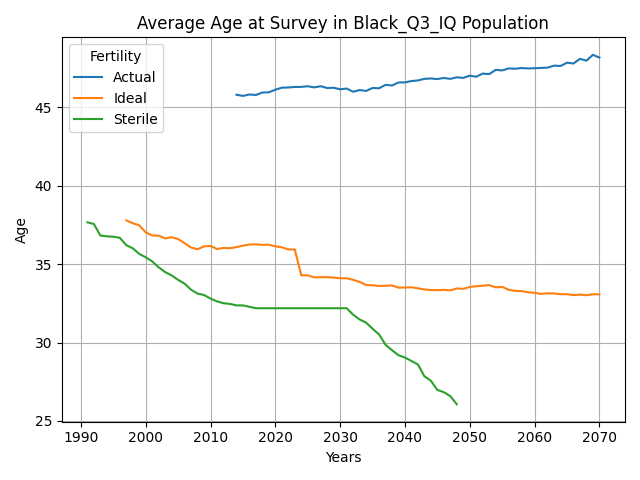 Average Age at Survey in Black_Q3_IQ Population
Fertility
Actual
Ideal
Sterile
Age
45
40
35
30
25
1990 2000 2010 2020 2030 2040 2050 2060 2070
Years